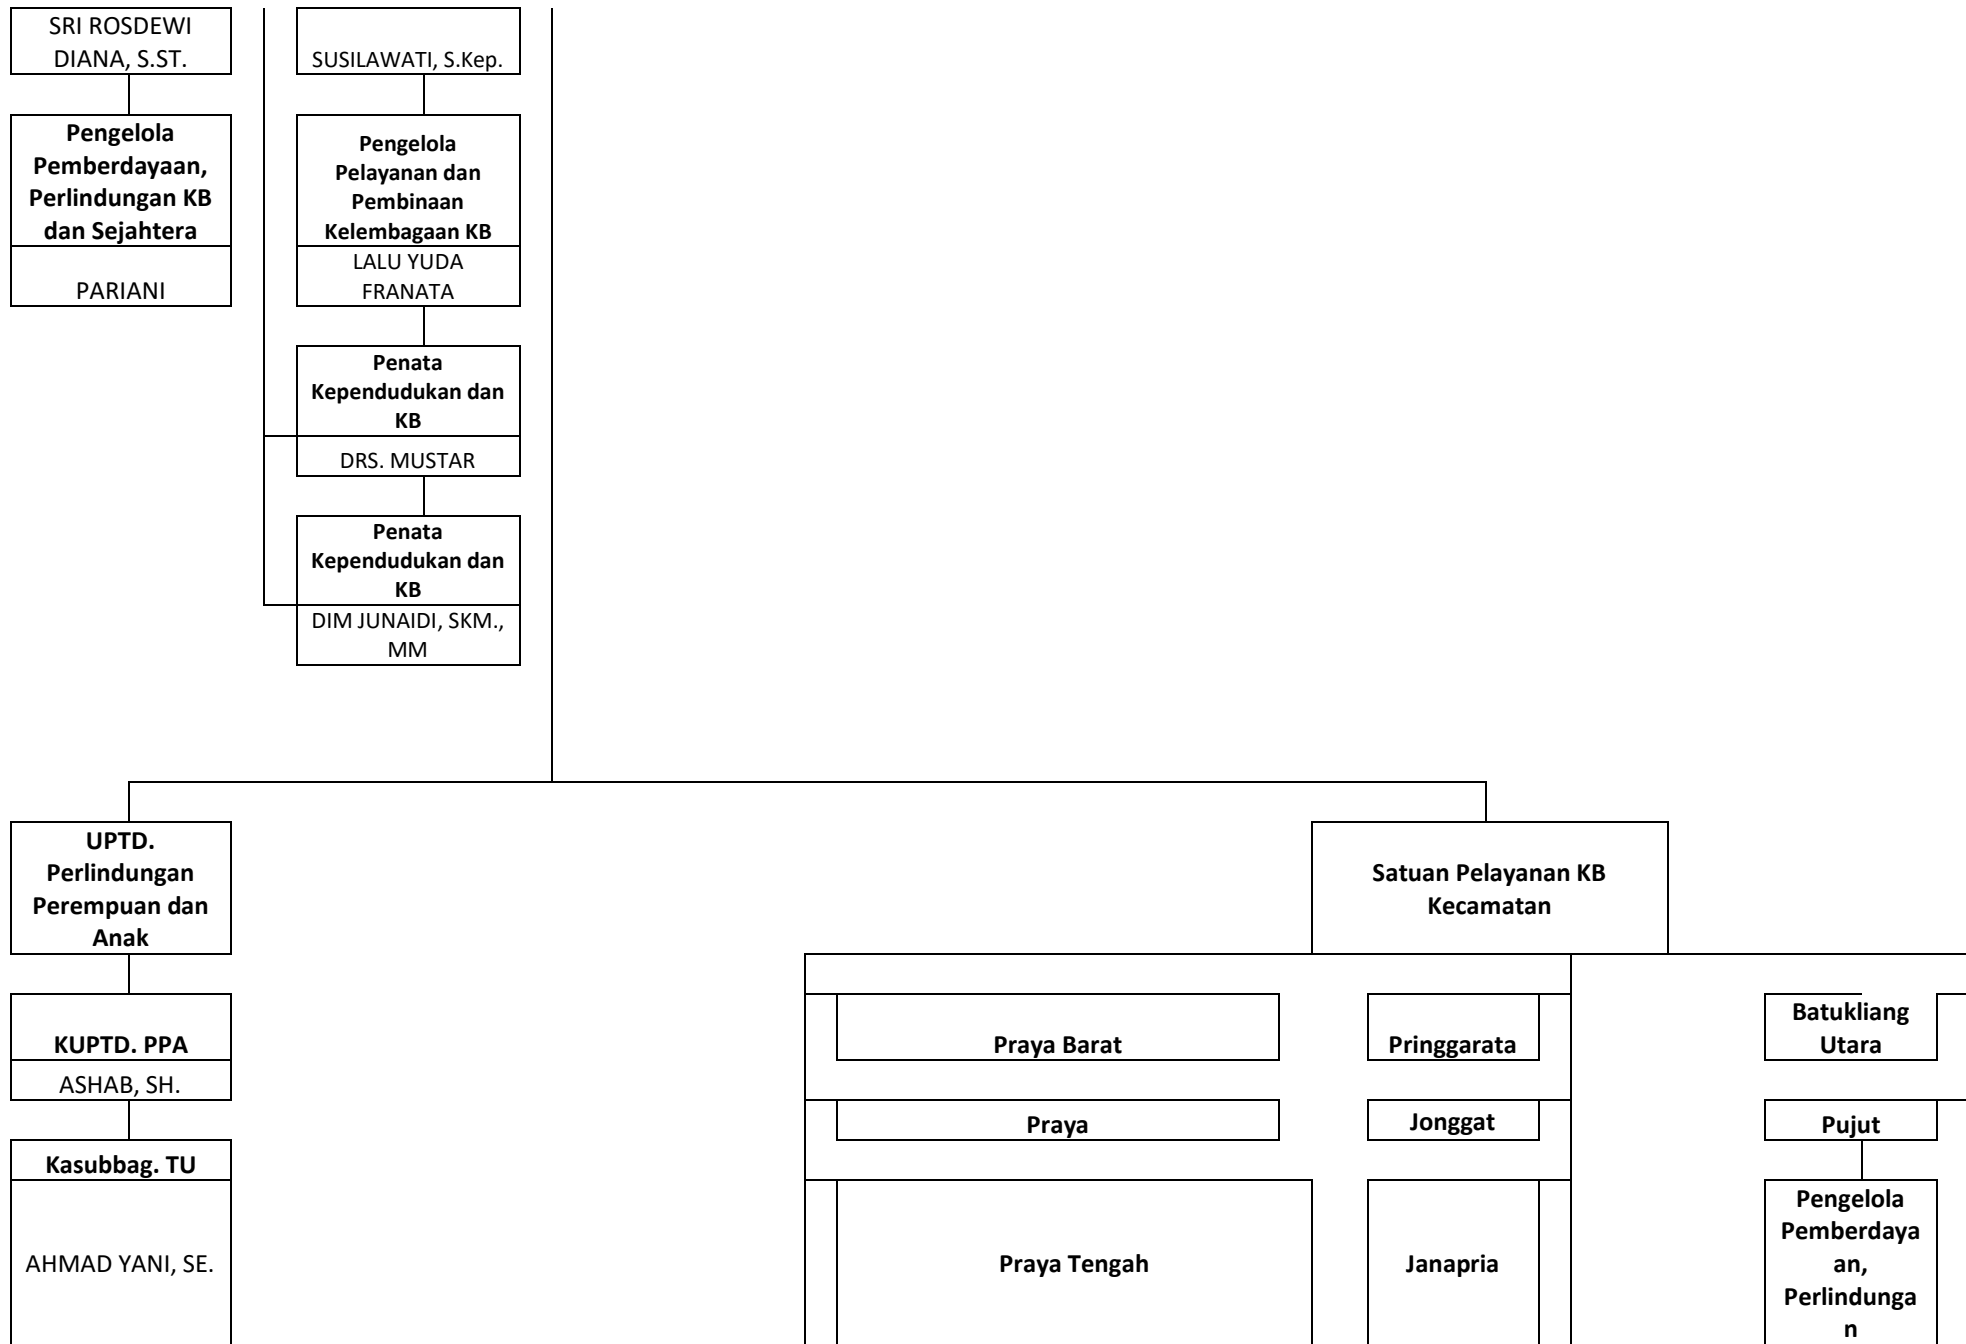 SRI ROSDEWI
DIANA, S.ST.
SUSILAWATI, S.Kep.
Pengelola
Pemberdayaan,
Perlindungan KB
dan Sejahtera
PARIANI
Pengelola
Pelayanan dan
Pembinaan
Kelembagaan KB
LALU YUDA
FRANATA
Penata
Kependudukan dan
KB
DRS. MUSTAR
Penata
Kependudukan dan
KB
DIM JUNAIDI, SKM.,
MM
UPTD.
Perlindungan
Perempuan dan
Anak
Satuan Pelayanan KB
Kecamatan
KUPTD. PPA
ASHAB, SH.
Kasubbag. TU
AHMAD YANI, SE.
Praya Barat
Pringgarata
Batukliang
Utara
Praya
Jonggat
Pujut
Praya Tengah
Janapria
Pengelola
Pemberdaya
an,
Perlindunga
n